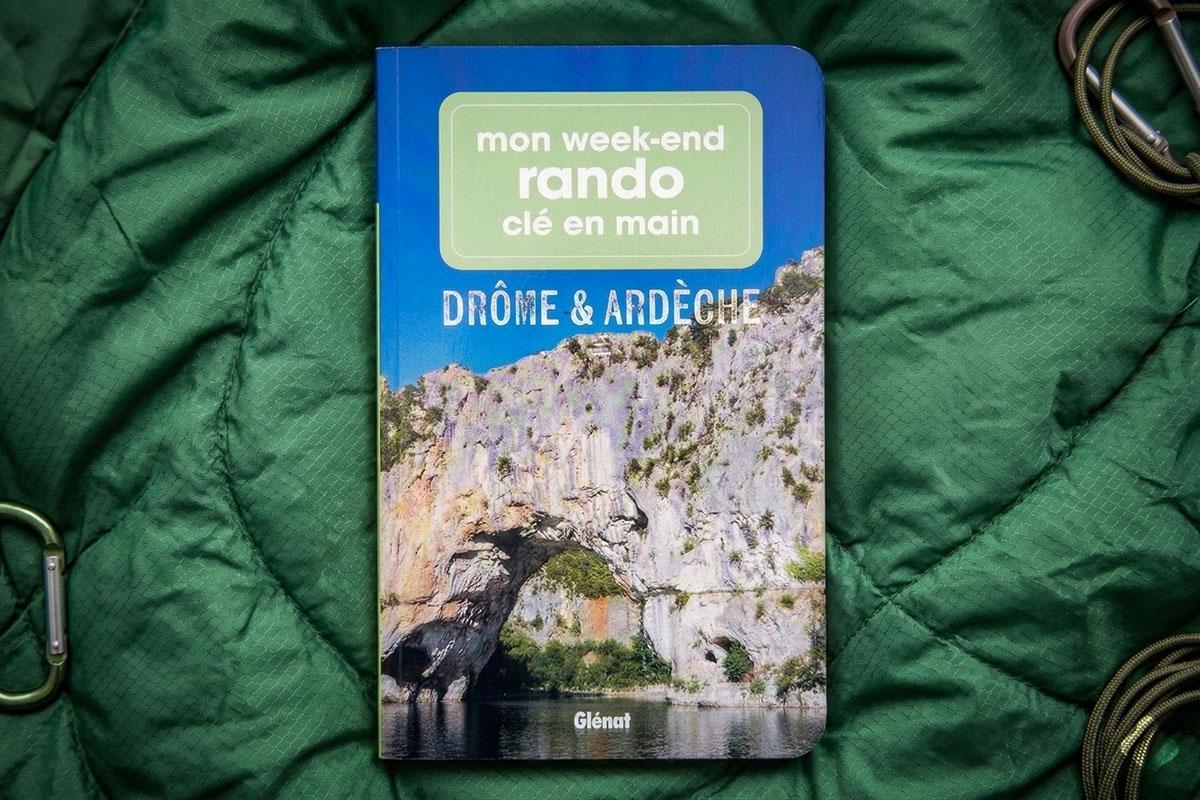 mon week-end
rando
clé en main
DRÔME & ARDÈCHE
Glénat